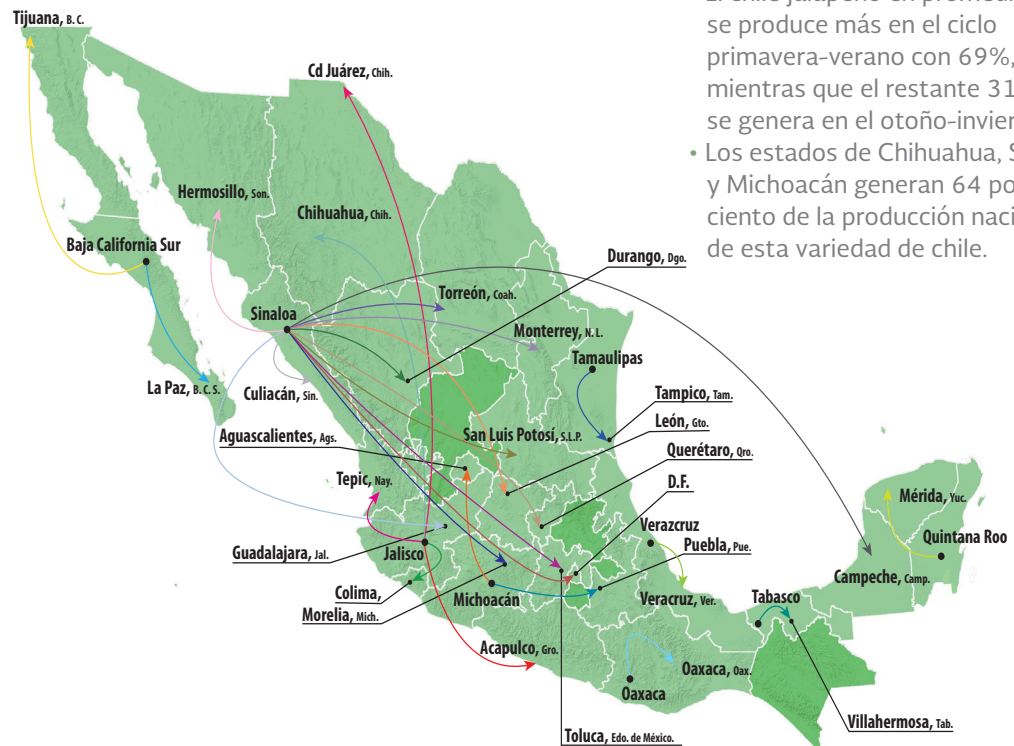 El chile jalapeño en
se produce más en el ciclo
primavera-verano con 69%,
mientras que el restante
se genera en el
• Los estados de Chihuahua,
y Michoacán generan 64
ciento de la producción
de esta variedad de chile.
Tijuana, B. C.
Cd Juárez, Chih.
Hermosillo, Son.
Chihuahua, Chih.
Baja California Sur
Durango, Dgo.
Torreón, Coah.
Sinaloa
Monterrey, N. L.
Tamaulipas
La Paz, B. C. S.
Culiacán, Sin.
Tampico, Tam.
León, Gto.
Aguascalientes, Ags.
San Luis Potosí, S.L.P.
Querétaro, Qro.
Tepic, Nay.
D.F.
Mérida, Yuc.
Verazcruz
Quintana Roo
Guadalajara, Jal.
Jalisco
Puebla, Pue.
Campeche, Camp.
Colima,
Michoacán
Veracruz, Ver.
Tabasco
Morelia, Mich.
Acapulco, Gro.
Oaxaca, Oax.
Oaxaca
Villahermosa, Tab.
Toluca, Edo. de México.